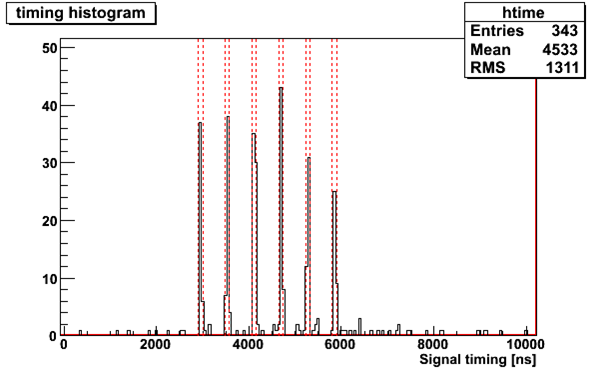 timing histogram
htime
Entries 343
Mean 4533
RMS 1311
50
40
30
20
10
0
0 2000 4000 6000 8000 10000
Signal timing [ns]